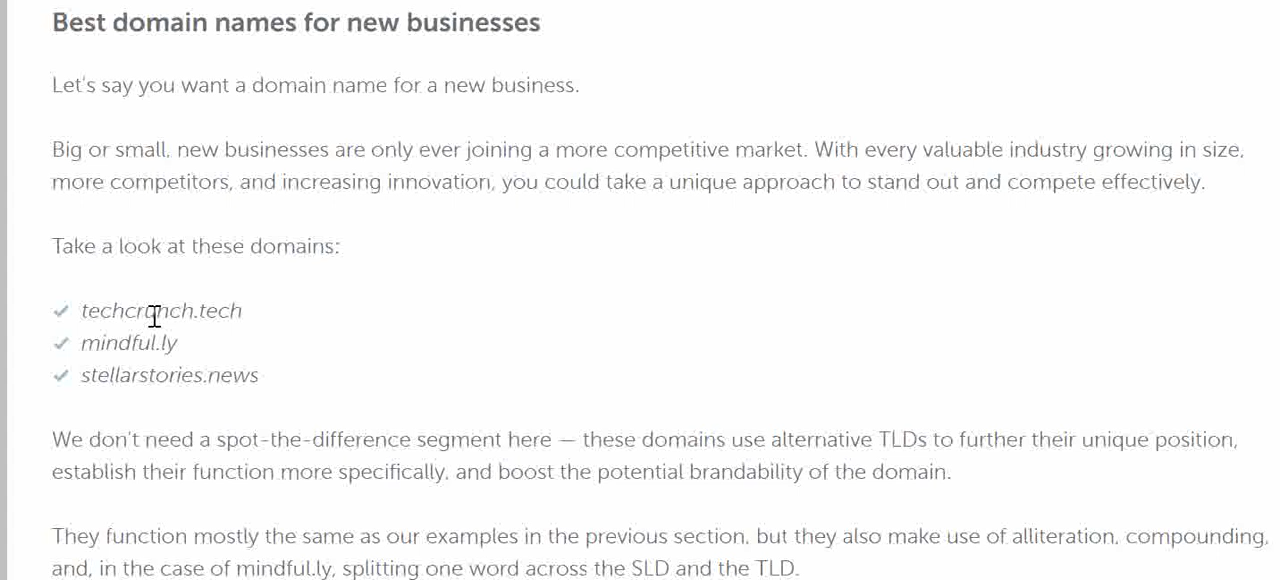 Best domain names for new businesses
Let's say you want a domain name for a new business.
Big or small, new businesses are only ever joining a more competitive market. With every valuable industry growing in size,
more competitors, and increasing innovation, you could take a unique approach to stand out and compete effectively.
Take a look at these domains:
✓ techcrunch.tech
✓ mindful.ly
✓ stellarstories.news
We don't need a spot-the-difference segment here — these domains use alternative TLDs to further their unique position,
establish their function more specifically, and boost the potential brandability of the domain.
They function mostly the same as our examples in the previous section, but they also make use of alliteration, compounding,
and, in the case of mindful.ly, splitting one word across the SLD and the TLD.